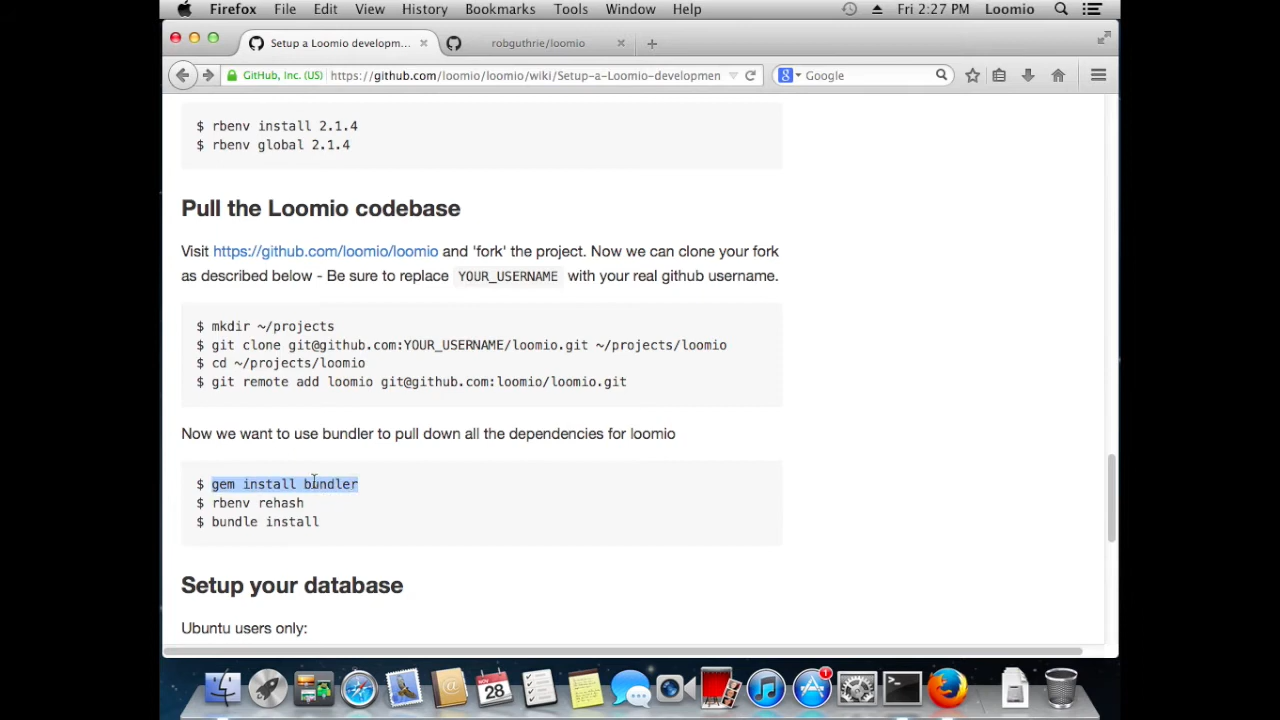 Firefox File Edit View History Bookmarks Tools Window Help Fri 2:27 PM Loomio
Setup a Loomio developm... robguthrie/loomio
GitHub, Inc. (US) https://github.com/loomio/loomio/wiki/Setup-a-Loomio-developmen Google
$ rbenv install 2.1.4
$ rbenv global 2.1.4
Pull the Loomio codebase
Visit https://github.com/loomio/loomio and 'fork' the project. Now we can clone your fork
as described below - Be sure to replace YOUR_USERNAME with your real github username.
$ mkdir ~/projects
$ git clone git@github.com:YOUR_USERNAME/loomio.git ~/projects/loomio
$ cd ~/projects/loomio
$ git remote add loomio git@github.com:loomio/loomio.git
Now we want to use bundler to pull down all the dependencies for loomio
$ gem install bundler
$ rbenv rehash
$ bundle install
Setup your database
Ubuntu users only:
NOV 28
1